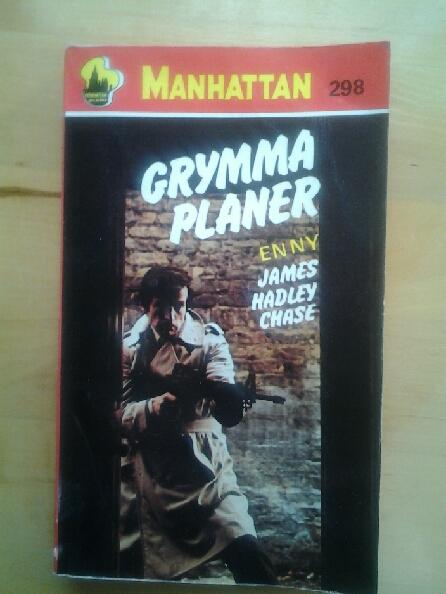 MANHATTAN 298
GRYMMA
PLANER
EN NY
JAMES
HADLEY
CHASE